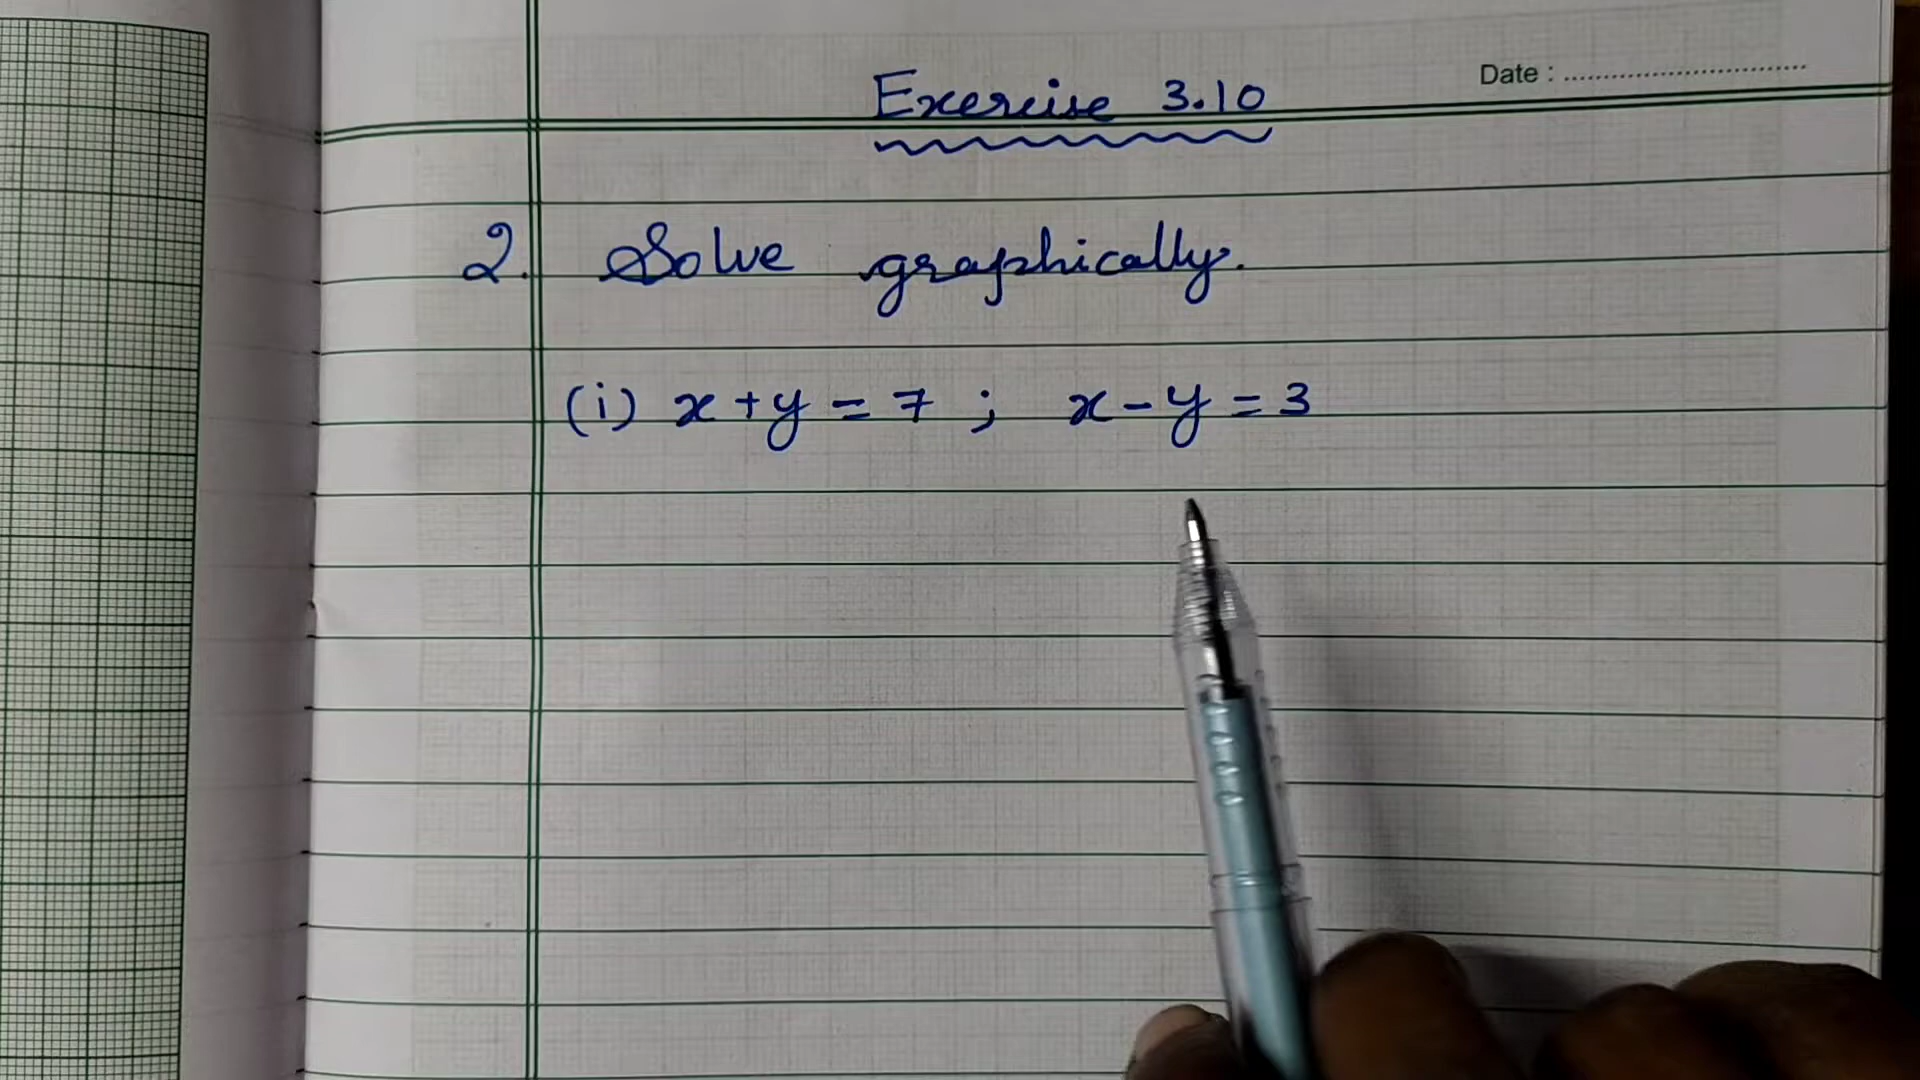 Date : ..............................
Exercise 3.10
2. Solve graphically.
(i) x + y = 7 ; x - y = 3